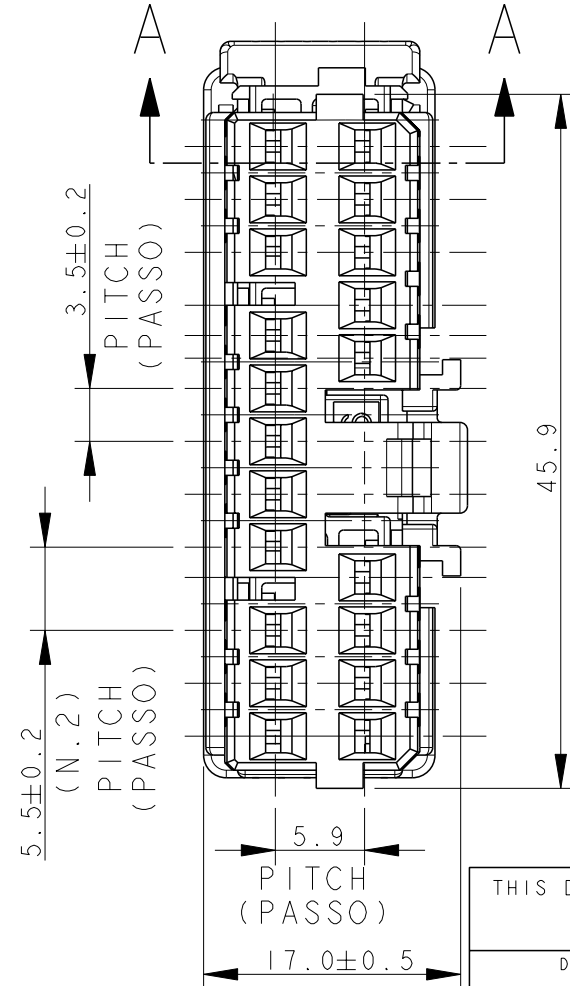 A A
3.5±0.2
PITCH
(PASSO)
45.9
5.5±0.2
(N.2)
PITCH
(PASSO)
5.9
PITCH
(PASSO)
17.0±0.5
THIS D
D